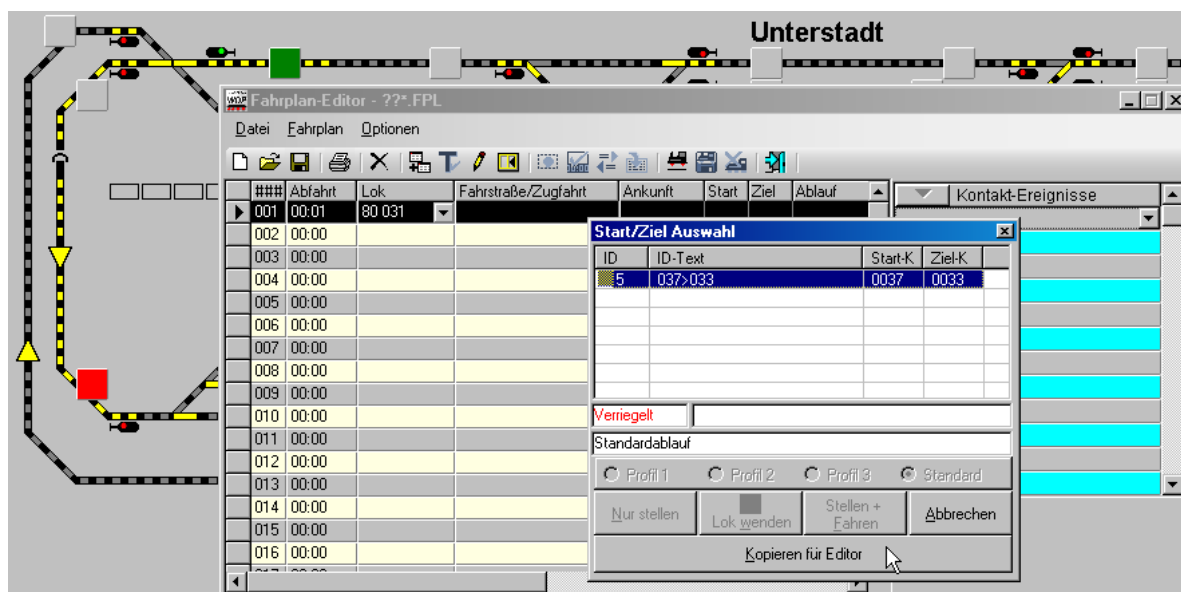 Unterstadt
WDP Fahrplan-Editor - ??*.FPL
Datei Fahrplan Optionen
### Abfahrt Lok Fahrstraße/Zugfahrt Ankunft Start Ziel Ablauf Kontakt-Ereignisse
001 00:01 80 031
002 00:00
003 00:00
004 00:00
005 00:00
006 00:00
007 00:00
008 00:00
009 00:00
010 00:00
011 00:00
012 00:00
013 00:00
014 00:00
015 00:00
016 00:00
Start/Ziel Auswahl
ID ID-Text Start-K Ziel-K
5 037>033 0037 0033
Verriegelt
Standardablauf
Profil 1 Profil 2 Profil 3 Standard
Nur stellen Lok wenden Stellen + Fahren Abbrechen
Kopieren für Editor